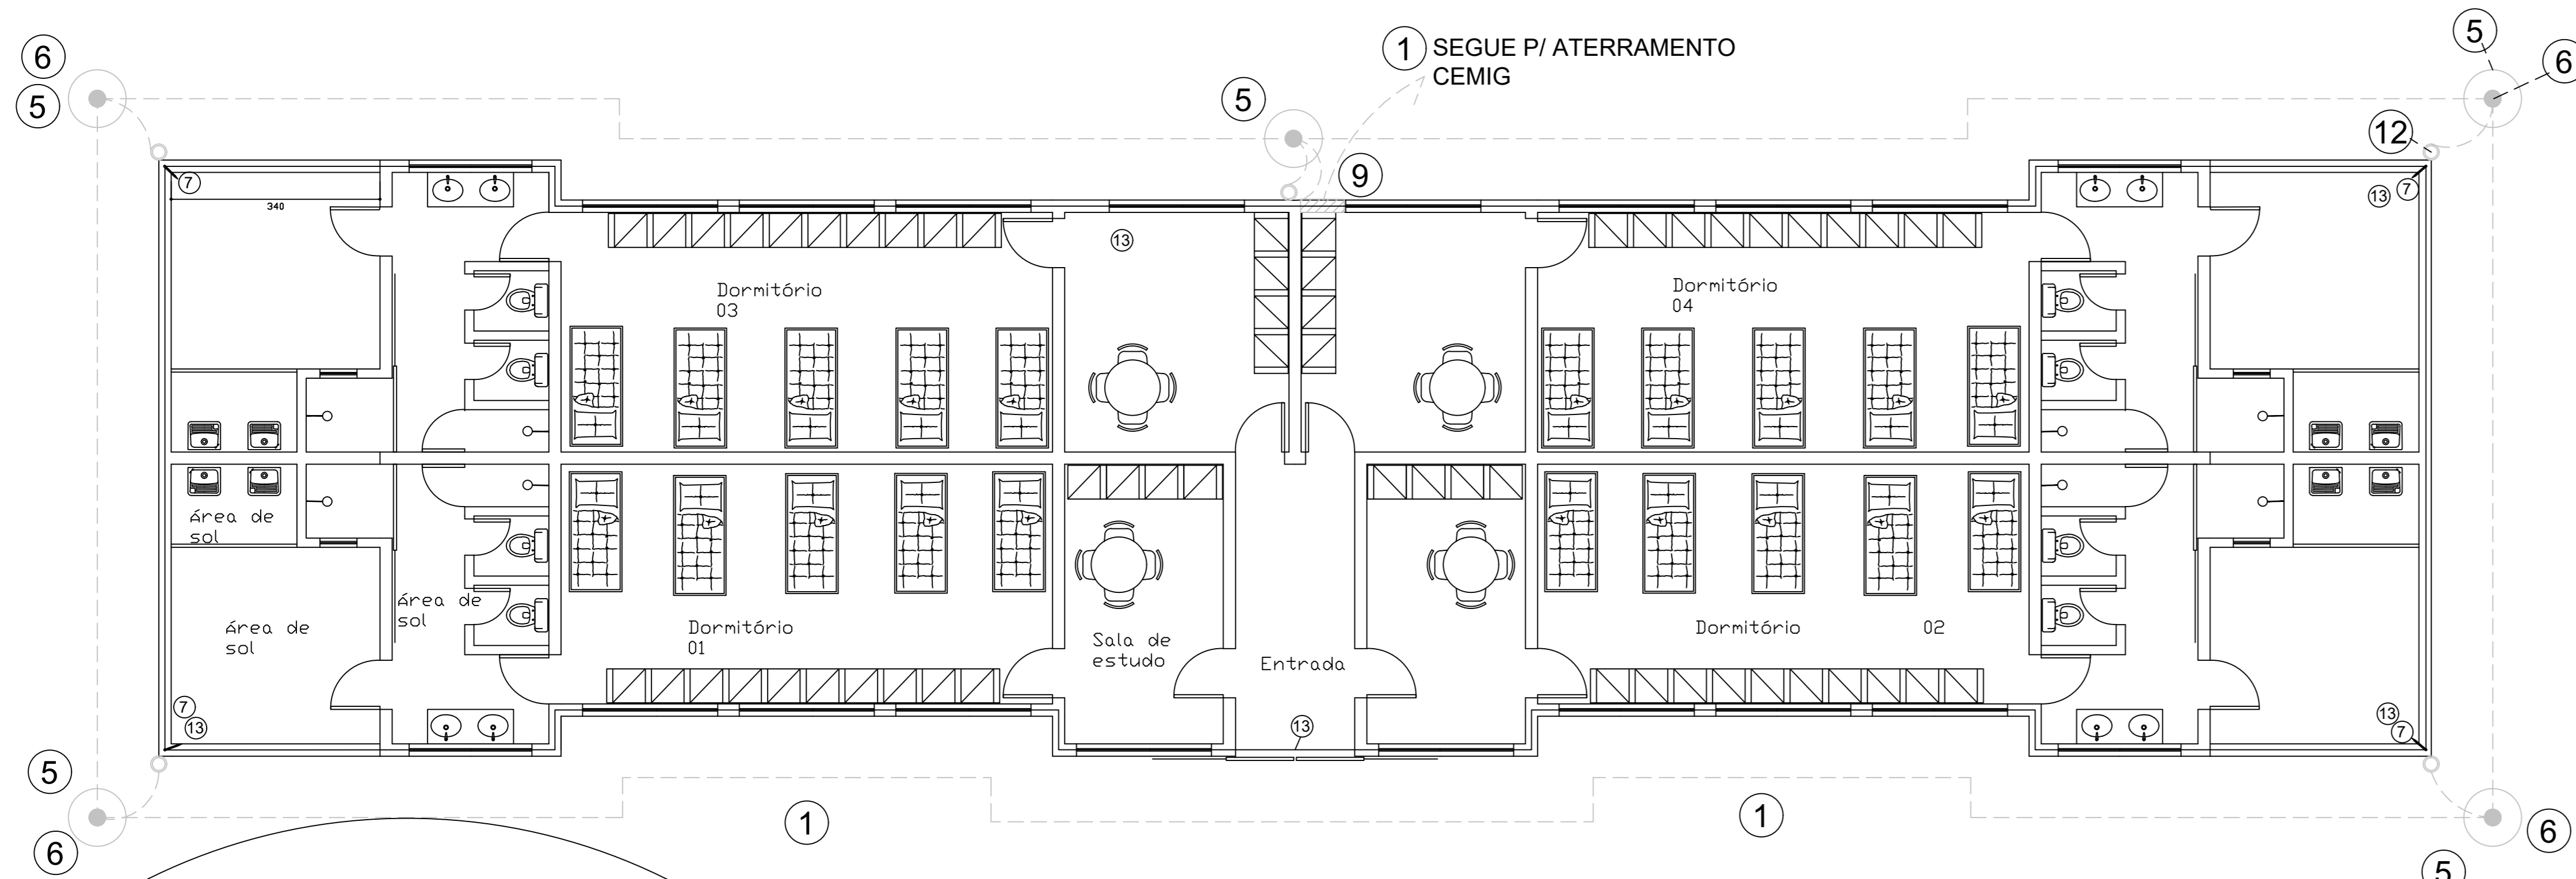 6
5
1 SEGUE P/ ATERRAMENTO
CEMIG
5
5
6
12
9
7
340
13
13 7
Dormitório
03
Dormitório
04
Área de
sol
Área de
sol
Área de
sol
Dormitório
01
Sala de
estudo
Entrada
Dormitório 02
7
13
13
13
7
5
6
1
1
6
5